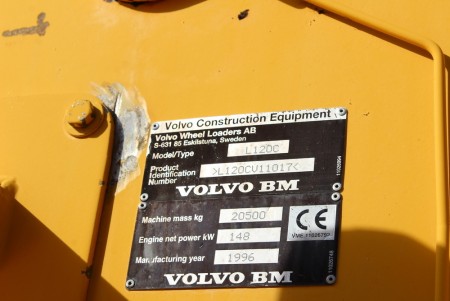 Volvo Construction Equipment
Volvo Wheel Loaders AB
S-631 85 Eskilstuna, Sweden
Model/Type L120C
Product
Identification
Number >L120CV11017<
VOLVO BM
Machine mass kg 20500
Engine net power kW 148
Manufacturing year 1996
CE
VOLVO BM